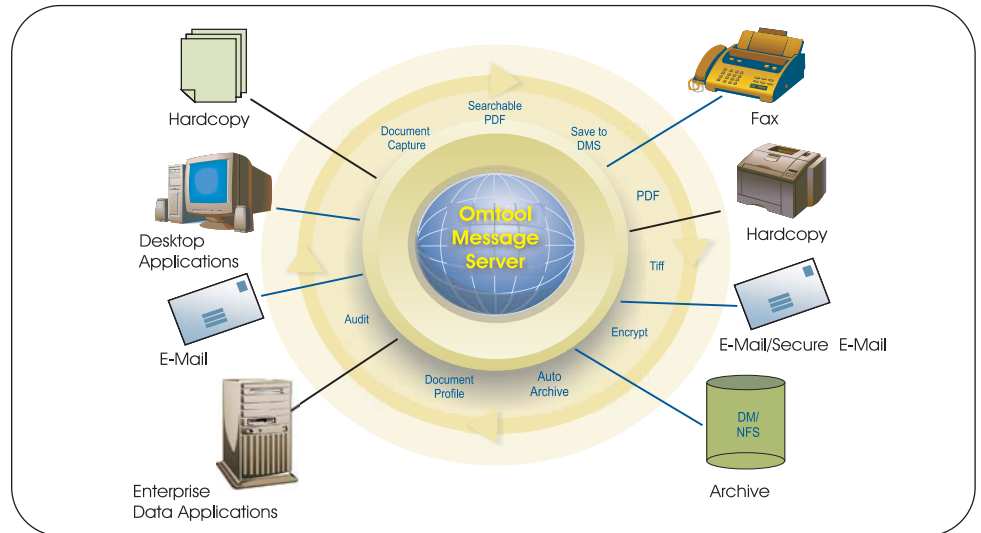 Hardcopy
Desktop
Applications
E-Mail
Enterprise
Data Applications
Document
Capture
Searchable
PDF
Save to
DMS
PDF
Tiff
Encrypt
Auto
Archive
Document
Profile
Audit
Omtool
Message
Server
Fax
Hardcopy
E-Mail/Secure E-Mail
DM/
NFS
Archive